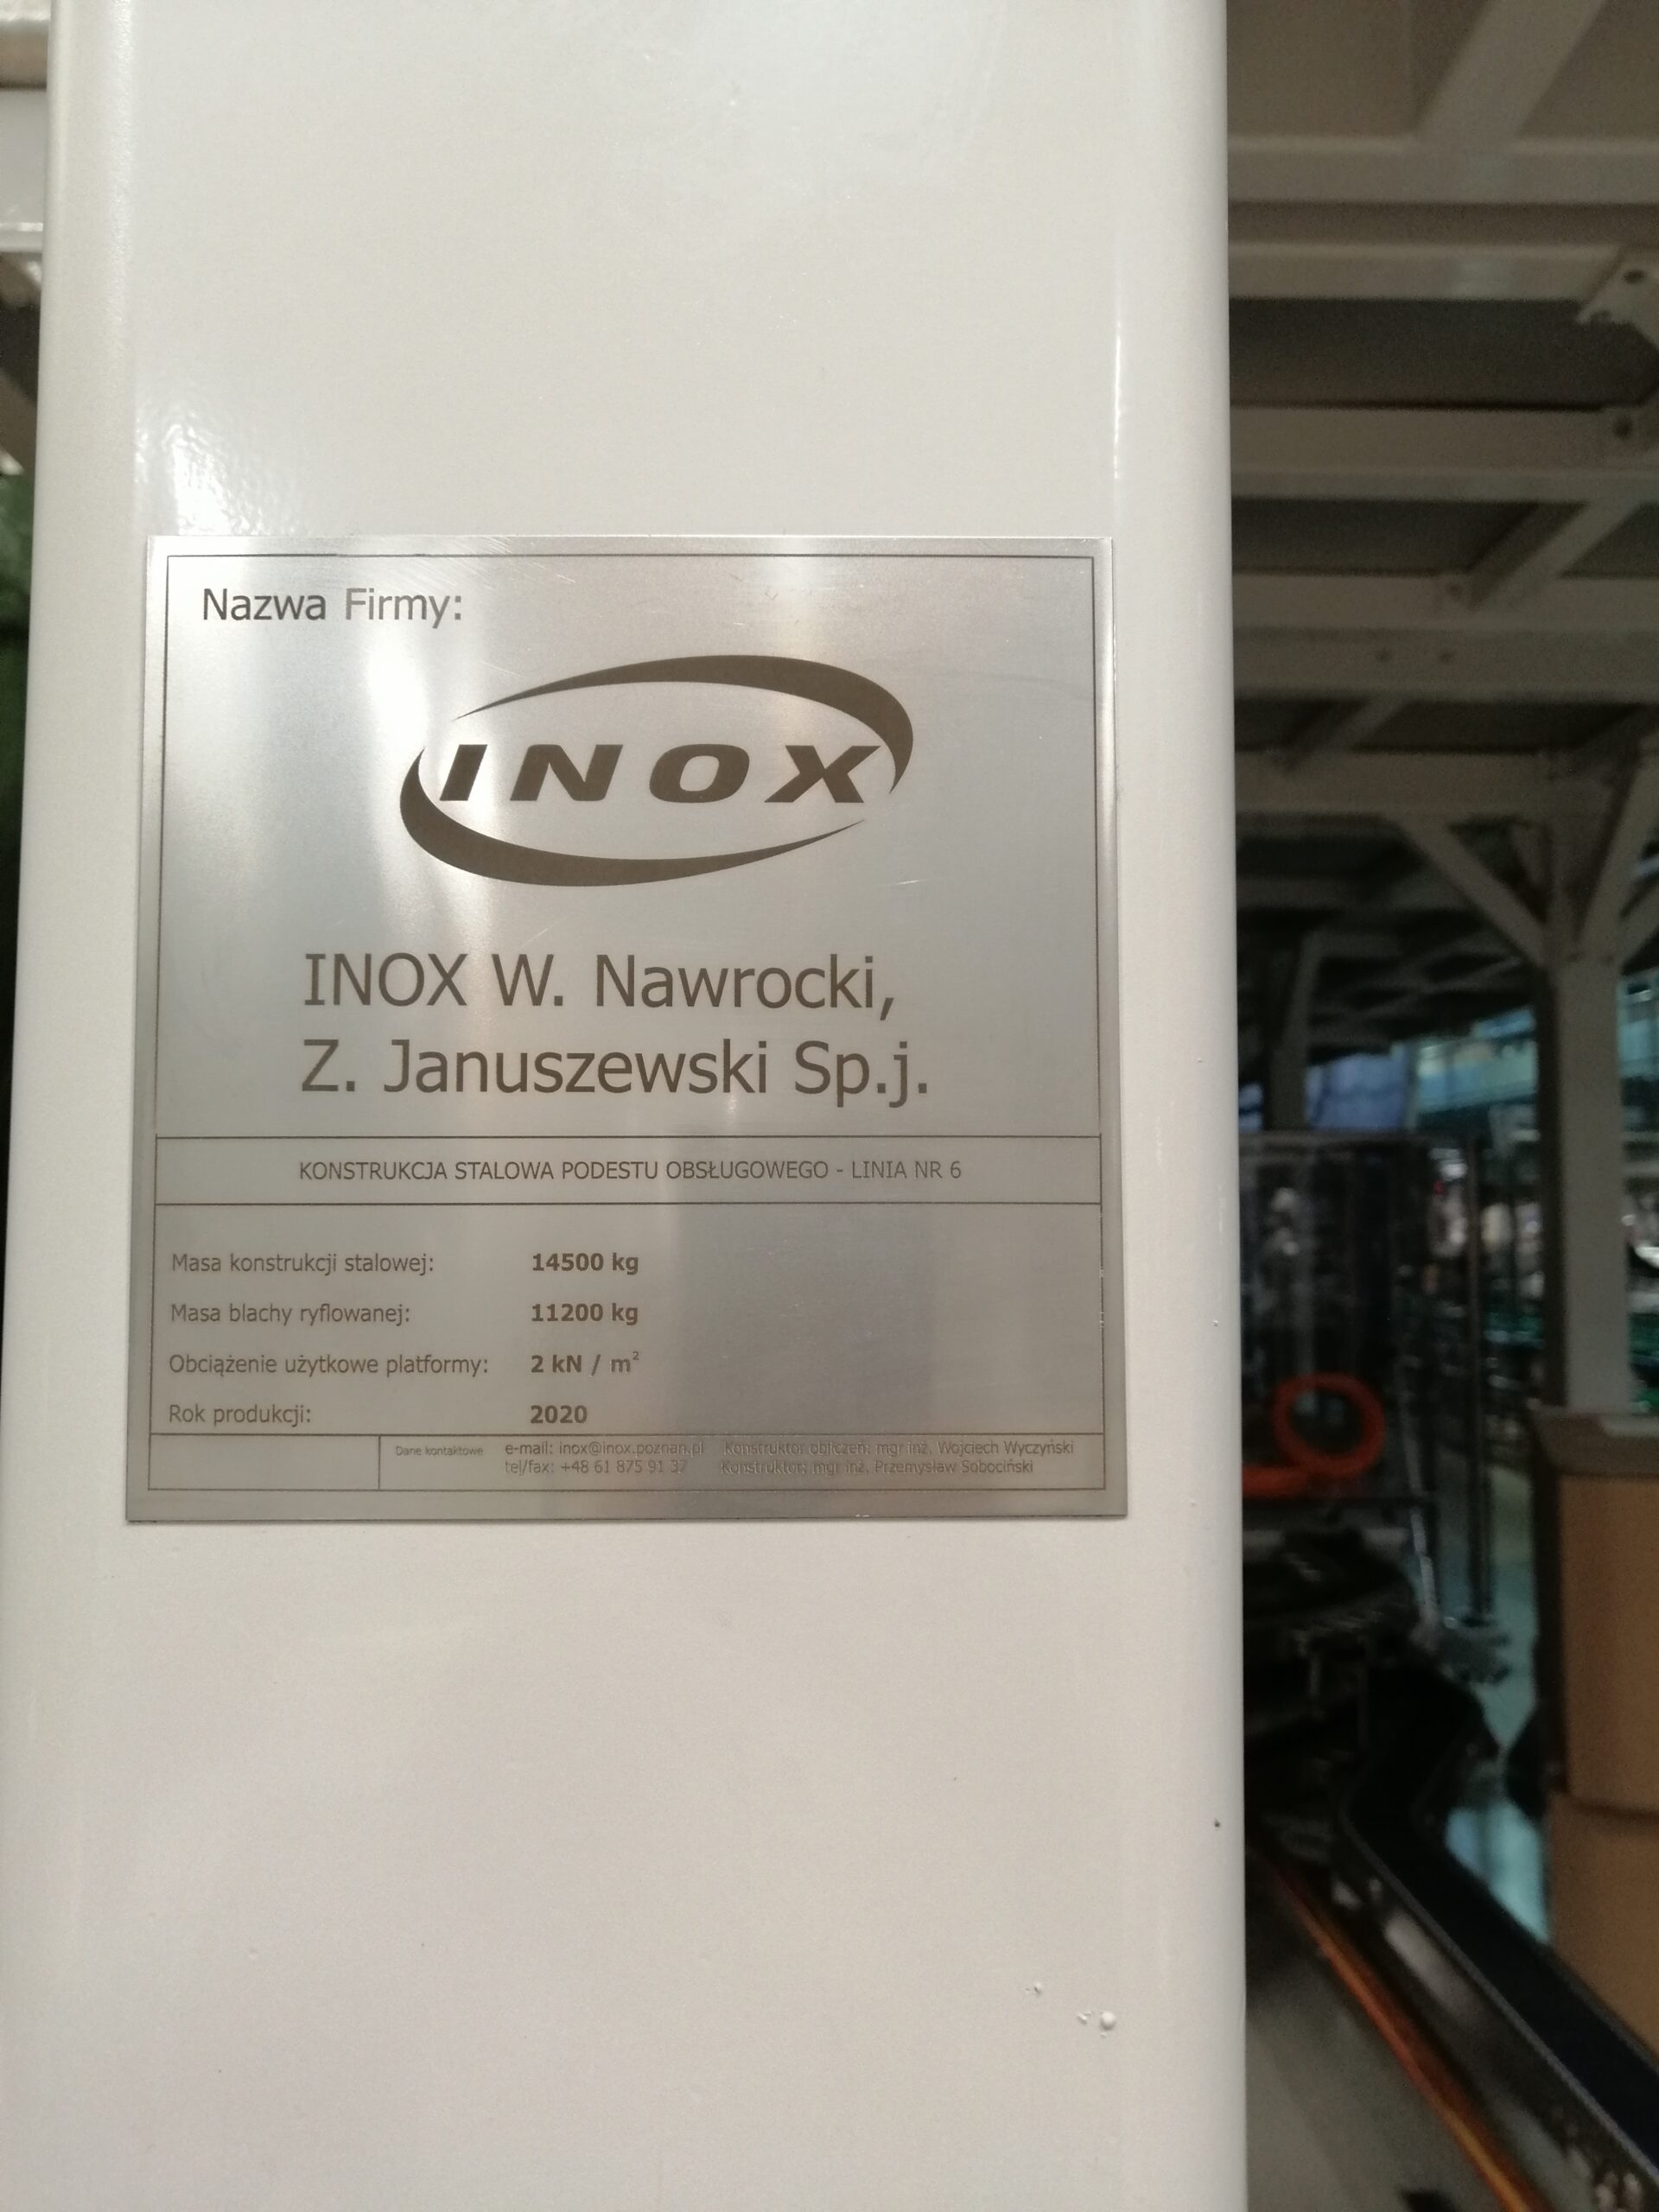 Nazwa Firmy:
INOX
INOX W. Nawrocki,
Z. Januszewski Sp.j.
KONSTRUKCJA STALOWA PODESTU OBSŁUGOWEGO - LINIA NR 6
Masa konstrukcji stalowej: 14500 kg
Masa blachy ryflowanej: 11200 kg
Obciążenie użytkowe platformy: 2 kN / m²
Rok produkcji: 2020
Dane kontaktowe e-mail: inox@inox.poznan.pl Konstruktor obliczeń: mgr inż. Wojciech Wyczyński
tel/fax: +48 61 875 91 37 Konstruktor: mgr inż. Przemysław Sobociński